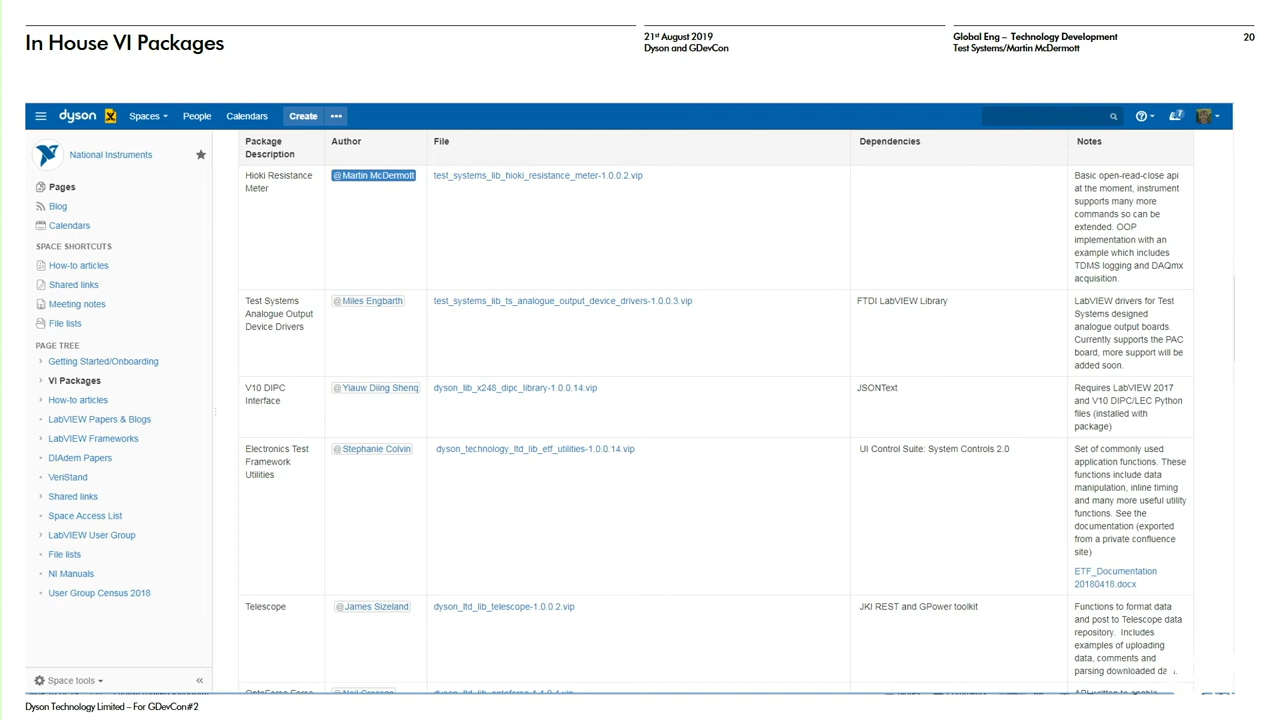 In House VI Packages
21st August 2019
Dyson and GDevCon
Global Eng – Technology Development
Test Systems/Martin McDermott
20
dyson
Spaces
People
Calendars
Create
National Instruments
Pages
Blog
Calendars
SPACE SHORTCUTS
How-to articles
Shared links
Meeting notes
File lists
PAGE TREE
Getting Started/Onboarding
VI Packages
How-to articles
LabVIEW Papers & Blogs
LabVIEW Frameworks
DIAdem Papers
VeriStand
Shared links
Space Access List
LabVIEW User Group
File lists
NI Manuals
User Group Census 2018
Space tools
Package
Description
Author
File
Dependencies
Notes
Hioki Resistance
Meter
@Martin McDermott
test_systems_lib_hioki_resistance_meter-1.0.0.2.vip
Basic open-read-close api
at the moment, instrument
supports many more
commands so can be
extended. OOP
implementation with an
example which includes
TDMS logging and DAQmx
acquisition.
Test Systems
Analogue Output
Device Drivers
@Miles Engbarth
test_systems_lib_ts_analogue_output_device_drivers-1.0.0.3.vip
FTDI LabVIEW Library
LabVIEW drivers for Test
Systems designed
analogue output boards.
Currently supports the PAC
board, more support will be
added soon.
V10 DIPC
Interface
@Yiauw Diing Sheng
dyson_lib_x248_dipc_library-1.0.0.14.vip
JSONText
Requires LabVIEW 2017
and V10 DIPC/LEC Python
files (installed with
package)
Electronics Test
Framework
Utilities
@Stephanie Colvin
dyson_technology_ltd_lib_etf_utilities-1.0.0.14.vip
UI Control Suite: System Controls 2.0
Set of commonly used
application functions. These
functions include data
manipulation, inline timing
and many more useful utility
functions. See the
documentation (exported
from a private confluence
site)
ETF_Documentation
20180418.docx
Telescope
@James Sizeland
dyson_ltd_lib_telescope-1.0.0.2.vip
JKI REST and GPower toolkit
Functions to format data
and post to Telescope data
repository. Includes
examples of uploading
data, comments and
parsing downloaded
Dyson Technology Limited – For GDevCon#2